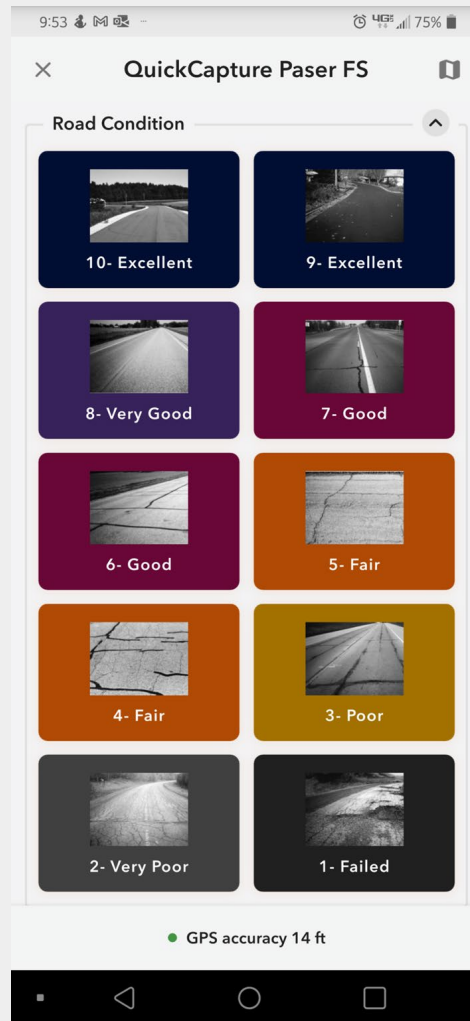 9:53 4GE 75%
QuickCapture Paser FS
Road Condition
10- Excellent
9- Excellent
8- Very Good
7- Good
6- Good
5- Fair
4- Fair
3- Poor
2- Very Poor
1- Failed
GPS accuracy 14 ft